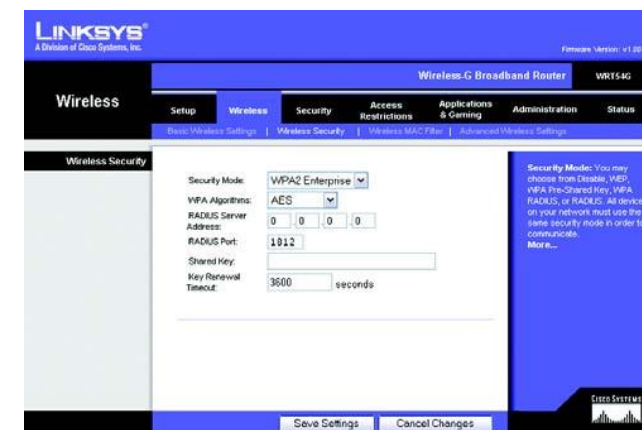 LINKSYS®
A Division of Cisco Systems, Inc.
Firmware Version: v1.00
Wireless-G Broadband Router WRT54G
Wireless
Setup Wireless Security Access Restrictions Applications & Gaming Administration Status
Basic Wireless Settings | Wireless Security | Wireless MAC Filter | Advanced Wireless Settings
Wireless Security
Security Mode: WPA2 Enterprise
WPA Algorithms: AES
RADIUS Server Address: 0 . 0 . 0 . 0
RADIUS Port: 1812
Shared Key:
Key Renewal Timeout: 3600 seconds
Security Mode: You may
choose from Disable, WEP,
WPA Pre-Shared Key, WPA
RADIUS, or RADIUS. All device
on your network must use the
same security mode in order to
communicate.
More...
CISCO SYSTEMS
Save Settings Cancel Changes